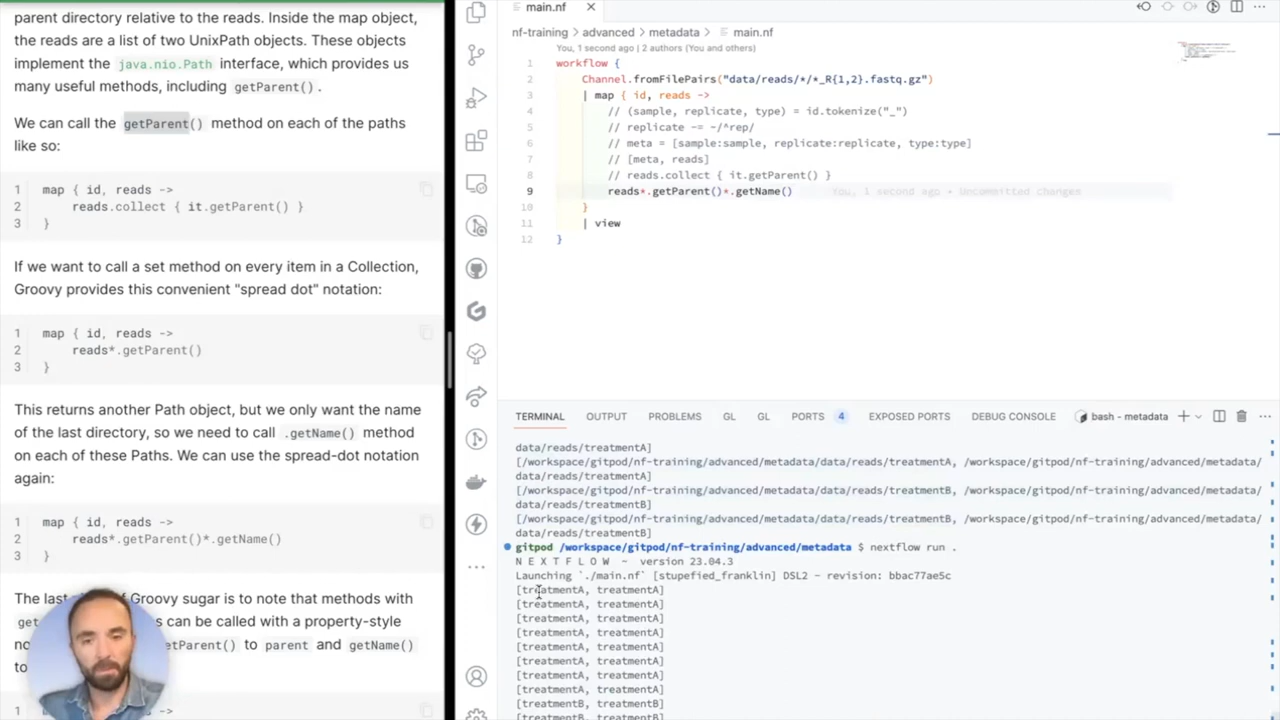 parent directory relative to the reads. Inside the map object,
the reads are a list of two UnixPath objects. These objects
implement the java.nio.Path interface, which provides us
many useful methods, including getParent().
We can call the getParent() method on each of the paths
like so:
1 map { id, reads ->
2 reads.collect { it.getParent() }
3 }
If we want to call a set method on every item in a Collection,
Groovy provides this convenient "spread dot" notation:
1 map { id, reads ->
2 reads*.getParent()
3 }
This returns another Path object, but we only want the name
of the last directory, so we need to call .getName() method
on each of these Paths. We can use the spread-dot notation
again:
1 map { id, reads ->
2 reads*.getParent()*.getName()
3 }
The last Groovy sugar is to note that methods with
s can be called with a property-style
etParent() to parent and getName()
to
main.nf
nf-training > advanced > metadata > main.nf
You, 1 second ago | 2 authors (You and others)
1 workflow {
2 Channel.fromFilePairs("data/reads/*/*_R{1,2}.fastq.gz")
3 | map { id, reads ->
4 // (sample, replicate, type) = id.tokenize("_")
5 // replicate -= ~/^rep/
6 // meta = [sample:sample, replicate:replicate, type:type]
7 // [meta, reads]
8 // reads.collect { it.getParent() }
9 reads*.getParent()*.getName() You, 1 second ago • Uncommitted changes
10 }
11 | view
12 }
TERMINAL OUTPUT PROBLEMS GL GL PORTS 4 EXPOSED PORTS DEBUG CONSOLE bash - metadata
data/reads/treatmentA]
[/workspace/gitpod/nf-training/advanced/metadata/data/reads/treatmentA, /workspace/gitpod/nf-training/advanced/metadata/
data/reads/treatmentA]
[/workspace/gitpod/nf-training/advanced/metadata/data/reads/treatmentB, /workspace/gitpod/nf-training/advanced/metadata/
data/reads/treatmentB]
[/workspace/gitpod/nf-training/advanced/metadata/data/reads/treatmentB, /workspace/gitpod/nf-training/advanced/metadata/
data/reads/treatmentB]
gitpod /workspace/gitpod/nf-training/advanced/metadata $ nextflow run .
N E X T F L O W ~ version 23.04.3
Launching `./main.nf` [stupefied_franklin] DSL2 - revision: bbac77ae5c
[treatmentA, treatmentA]
[treatmentA, treatmentA]
[treatmentA, treatmentA]
[treatmentA, treatmentA]
[treatmentA, treatmentA]
[treatmentA, treatmentA]
[treatmentA, treatmentA]
[treatmentA, treatmentA]
[treatmentB, treatmentB]
[treatmentB, treatmentB]